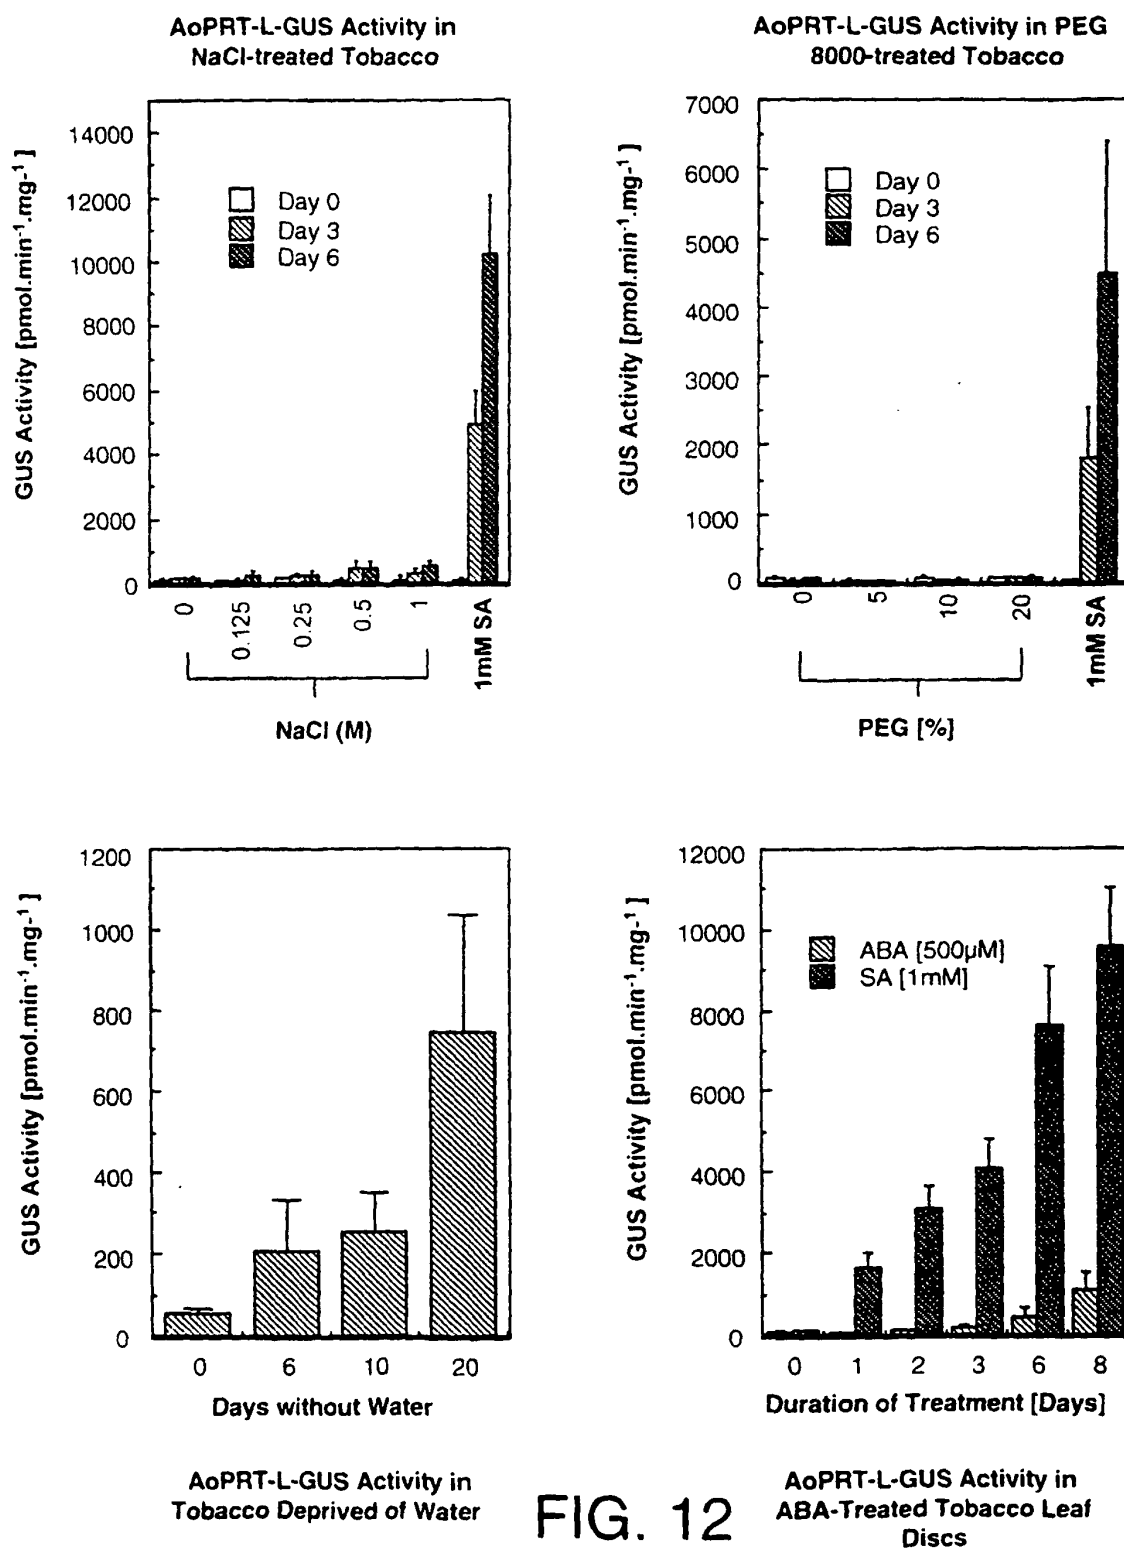 AoPRT-L-GUS Activity in
NaCl-treated Tobacco
GUS Activity [pmol.min-1.mg-1 ]
14000
12000
10000
8000
6000
4000
2000
0
Day 0
Day 3
Day 6
0
0.125
0.25
0.5
1
1mM SA
NaCl (M)
AoPRT-L-GUS Activity in PEG
8000-treated Tobacco
GUS Activity [pmol.min-1.mg-1 ]
7000
6000
5000
4000
3000
2000
1000
0
Day 0
Day 3
Day 6
0
5
10
20
1mM SA
PEG [%]
GUS Activity [pmol.min-1.mg-1 ]
1200
1000
800
600
400
200
0
0 6 10 20
Days without Water
AoPRT-L-GUS Activity in
Tobacco Deprived of Water
GUS Activity [pmol.min-1.mg-1 ]
12000
10000
8000
6000
4000
2000
0
ABA [500µM]
SA [1mM]
0 1 2 3 6 8
Duration of Treatment [Days]
AoPRT-L-GUS Activity in
ABA-Treated Tobacco Leaf
Discs
FIG. 12